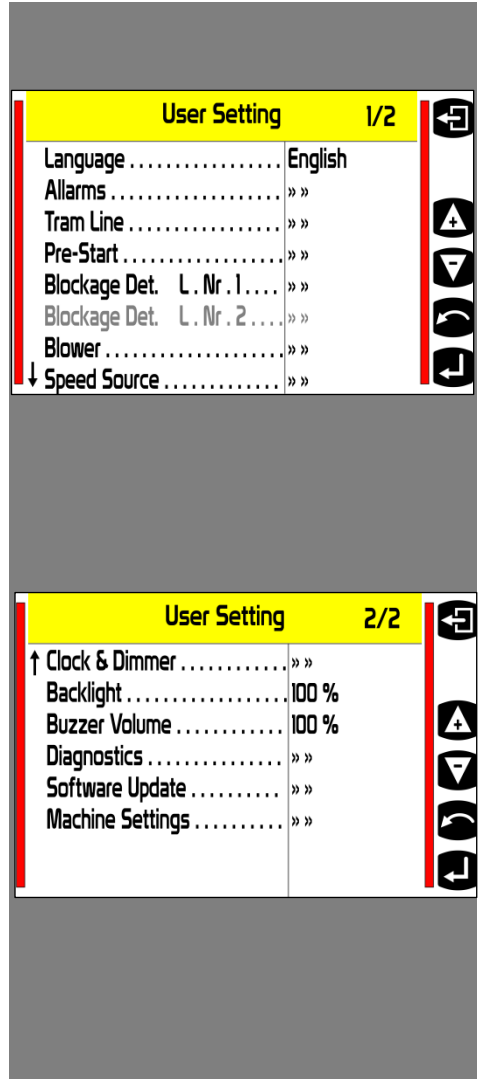 User Setting 1/2
Language . . . . . . . . . . . . . . . . . English
Allarms . . . . . . . . . . . . . . . . . . . » »
Tram Line . . . . . . . . . . . . . . . . . » »
Pre-Start . . . . . . . . . . . . . . . . . . » »
Blockage Det. L . Nr . 1 . . . . » »
Blockage Det. L . Nr . 2 . . . . » »
Blower . . . . . . . . . . . . . . . . . . . . » »
↓ Speed Source . . . . . . . . . . . . . » »
User Setting 2/2
↑ Clock & Dimmer . . . . . . . . . . . . » »
Backlight . . . . . . . . . . . . . . . . . . 100 %
Buzzer Volume . . . . . . . . . . . . 100 %
Diagnostics . . . . . . . . . . . . . . . » »
Software Update . . . . . . . . . . » »
Machine Settings . . . . . . . . . . » »